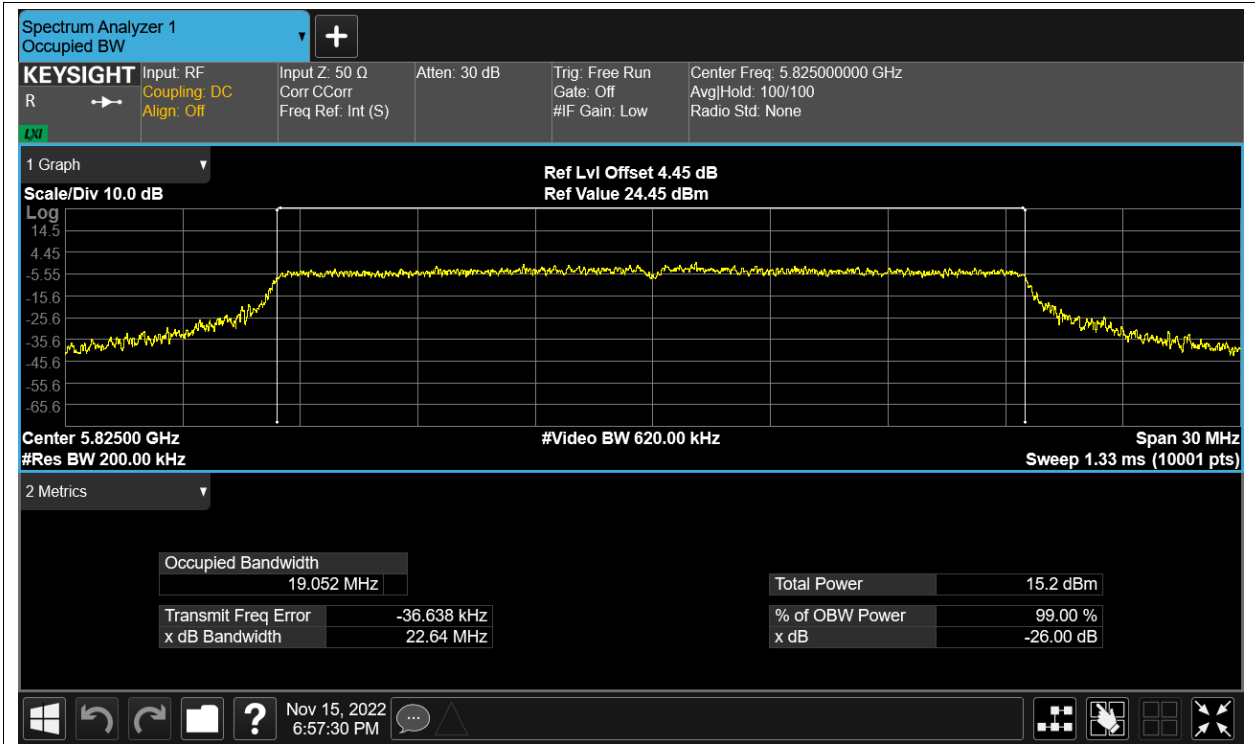 Spectrum Analyzer 1
Occupied BW
KEYSIGHT
R
LXI
Input: RF
Coupling: DC
Align: Off
Input Z: 50 Ω
Corr CCorr
Freq Ref: Int (S)
Atten: 30 dB
Trig: Free Run
Gate: Off
#IF Gain: Low
Center Freq: 5.825000000 GHz
Avg|Hold: 100/100
Radio Std: None
1 Graph
Scale/Div 10.0 dB
Ref Lvl Offset 4.45 dB
Ref Value 24.45 dBm
Log
14.5
4.45
-5.55
-15.6
-25.6
-35.6
-45.6
-55.6
-65.6
Center 5.82500 GHz
#Res BW 200.00 kHz
#Video BW 620.00 kHz
Span 30 MHz
Sweep 1.33 ms (10001 pts)
2 Metrics
Occupied Bandwidth
19.052 MHz
Transmit Freq Error -36.638 kHz
x dB Bandwidth 22.64 MHz
Total Power 15.2 dBm
% of OBW Power 99.00 %
x dB -26.00 dB
?
Nov 15, 2022
6:57:30 PM